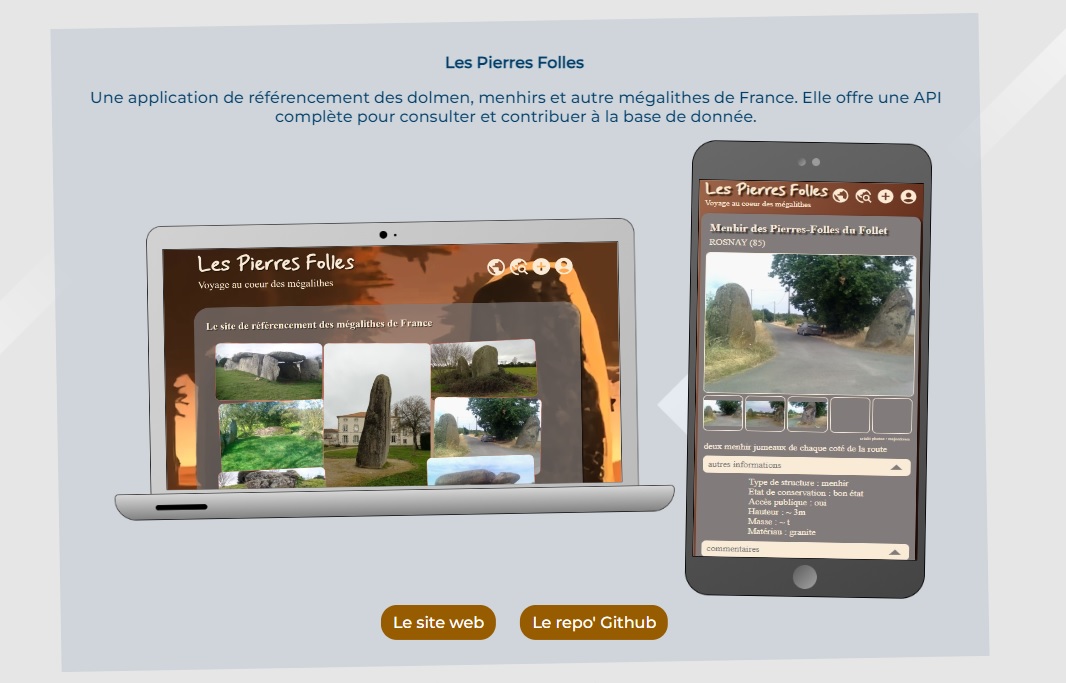 Les Pierres Folles
Une application de référencement des dolmen, menhirs et autre mégalithes de France. Elle offre une API
complète pour consulter et contribuer à la base de donnée.
Les Pierres Folles
Voyage au coeur des mégalithes
Le site de référencement des mégalithes de France
Les Pierres Folles
Voyage au coeur des mégalithes
Menhir des Pierres-Folles du Follet
ROSNAY (85)
deux menhir jumeaux de chaque coté de la route
autres informations
Type de structure : menhir
Etat de conservation : bon état
Accès publique : oui
Hauteur : ~ 3m
Masse : ~ t
Matériau : granite
commentaires
Le site web
Le repo' Github